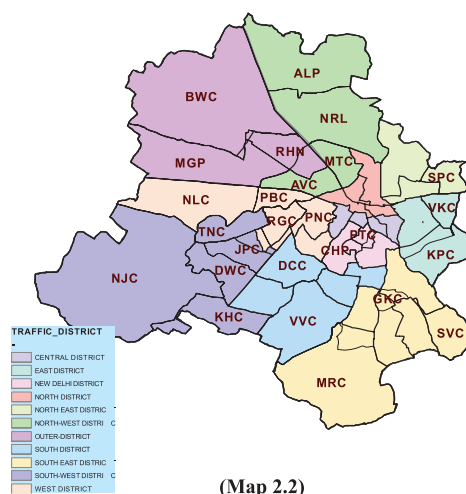 ALP
BWC
NRL
RHN
MTC
MGP
SPC
AVC
NLC
PBC
VKC
RGC
PNC
TNC
PTC
JPC
CHP
KPC
NJC
DWC
DCC
GKC
KHC
VVC
SVC
MRC
TRAFFIC_DISTRICT
CENTRAL DISTRICT
EAST DISTRICT
NEW DELHI DISTRICT
NORTH DISTRICT
NORTH EAST DISTRIC
NORTH-WEST DISTRI C
OUTER-DISTRICT
SOUTH DISTRICT
SOUTH EAST DISTRIC
SOUTH-WEST DISTRI C
WEST DISTRICT
(Map 2.2)